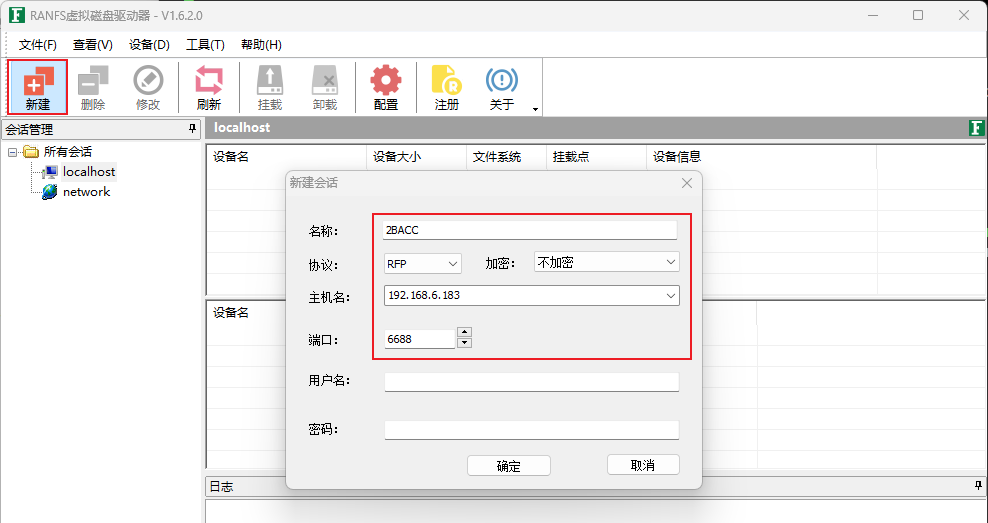 RANFS虚拟磁盘驱动器 - V1.6.2.0
文件(F) 查看(V) 设备(D) 工具(T) 帮助(H)
新建 删除 修改 刷新 挂载 卸载 配置 注册 关于
会话管理
所有会话
localhost
network
localhost
设备名 设备大小 文件系统 挂载点 设备信息
新建会话
名称: 2BACC
协议: RFP 加密: 不加密
主机名: 192.168.6.183
端口: 6688
用户名:
密码:
确定 取消
设备名
日志